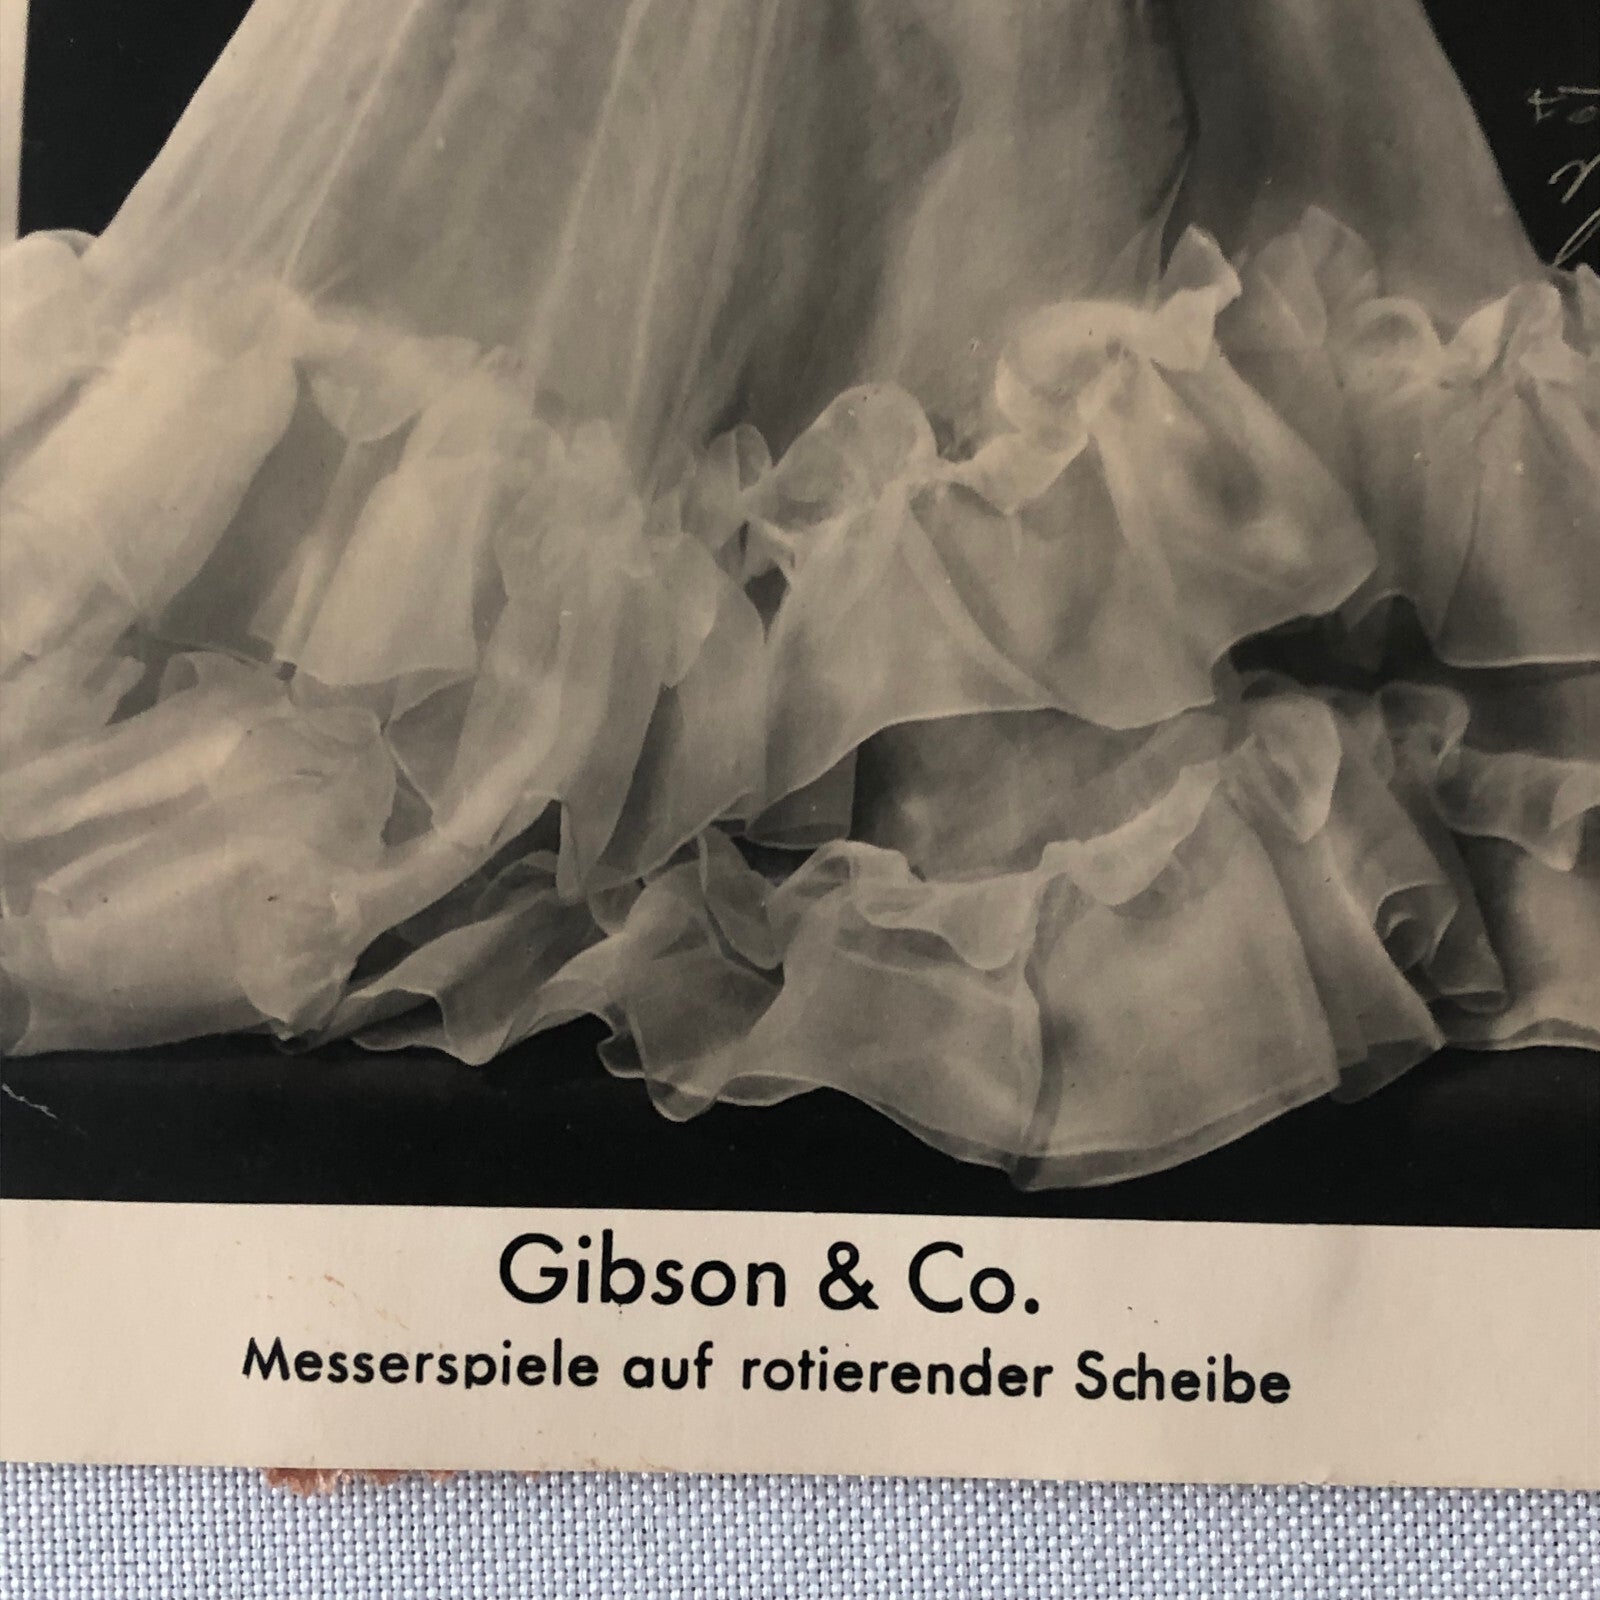 Gibson & Co.
Messerspiele auf rotierender Scheibe